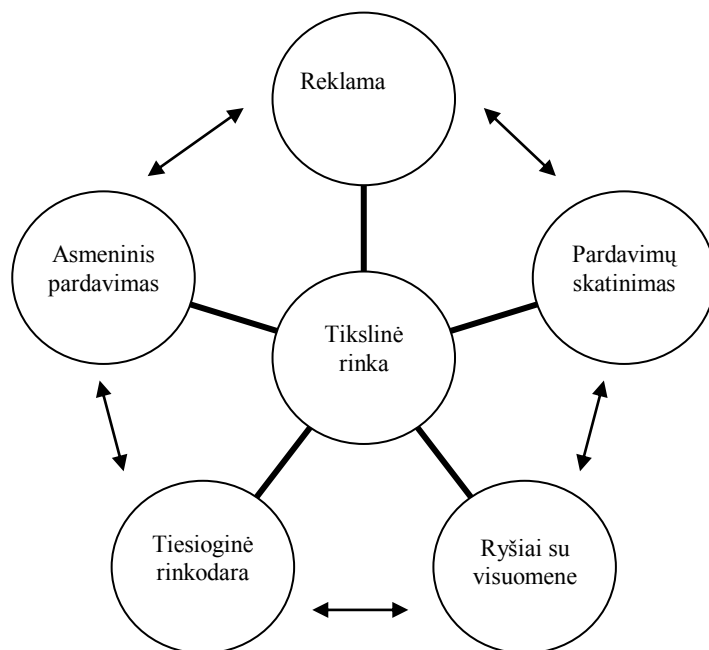 Reklama
Asmeninis
pardavimas
Pardavimų
skatinimas
Tikslinė
rinka
Tiesioginė
rinkodara
Ryšiai su
visuomene